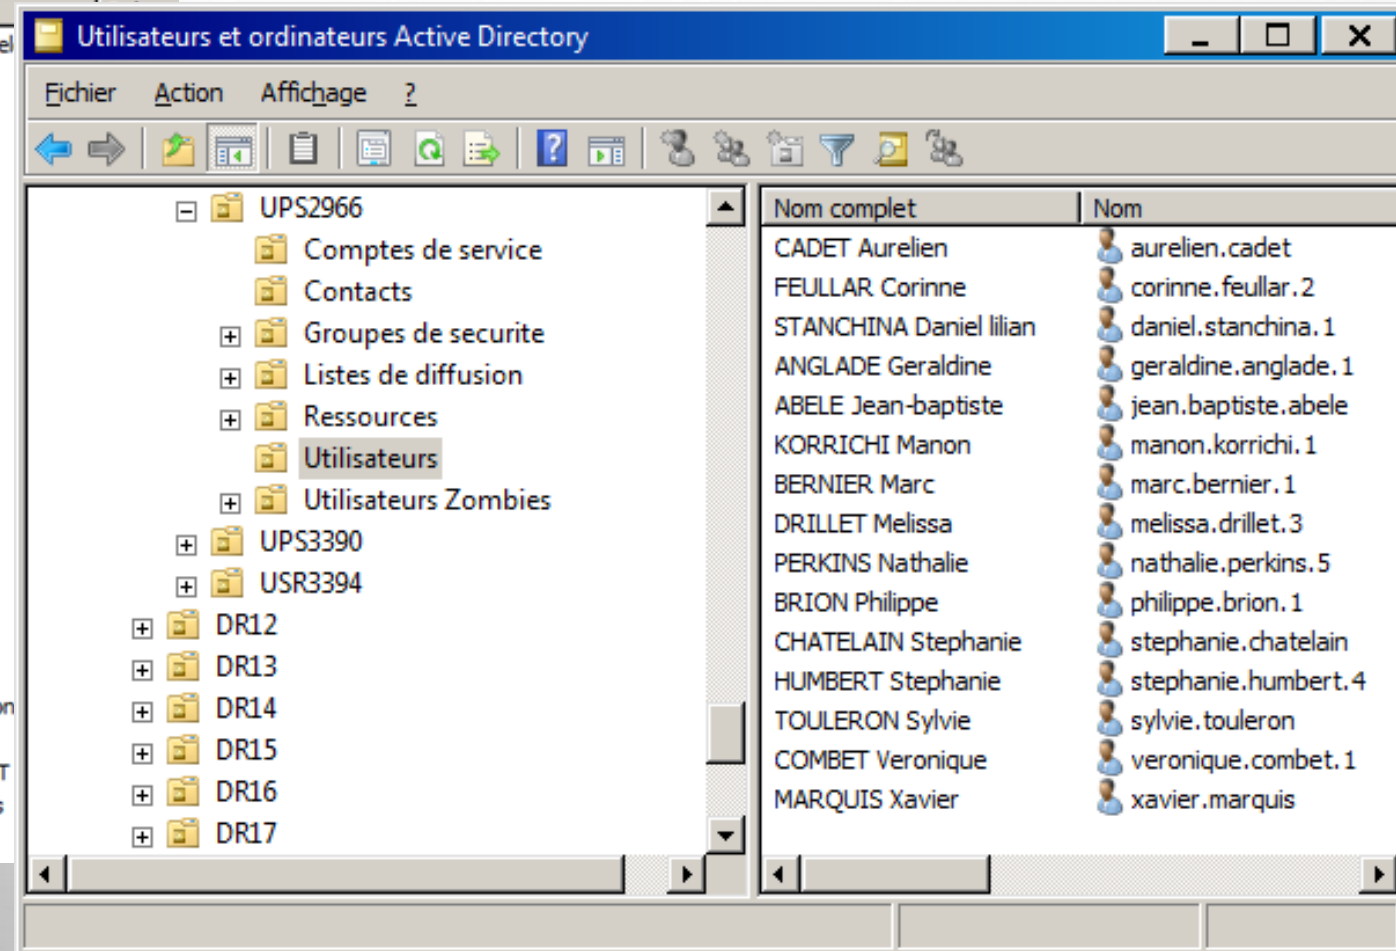 Utilisateurs et ordinateurs Active Directory
Fichier Action Affichage ?
UPS2966
Comptes de service
Contacts
Groupes de securite
Listes de diffusion
Ressources
Utilisateurs
Utilisateurs Zombies
UPS3390
USR3394
DR12
DR13
DR14
DR15
DR16
DR17
Nom complet Nom
CADET Aurelien aurelien.cadet
FEULLAR Corinne corinne.feullar.2
STANCHINA Daniel lilian daniel.stanchina.1
ANGLADE Geraldine geraldine.anglade.1
ABELE Jean-baptiste jean.baptiste.abele
KORRICHI Manon manon.korrichi.1
BERNIER Marc marc.bernier.1
DRILLET Melissa melissa.drillet.3
PERKINS Nathalie nathalie.perkins.5
BRION Philippe philippe.brion.1
CHATELAIN Stephanie stephanie.chatelain
HUMBERT Stephanie stephanie.humbert.4
TOULERON Sylvie sylvie.touleron
COMBET Veronique veronique.combet.1
MARQUIS Xavier xavier.marquis